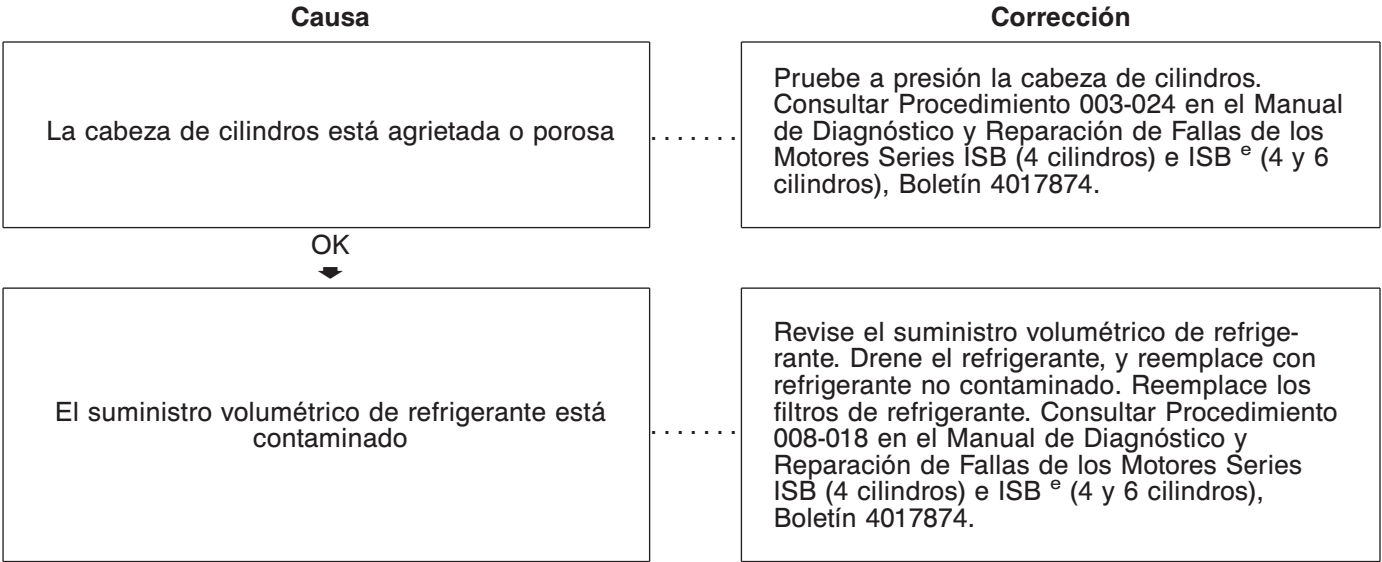 Causa
Corrección
La cabeza de cilindros está agrietada o porosa
.......
Pruebe a presión la cabeza de cilindros.
Consultar Procedimiento 003-024 en el Manual
de Diagnóstico y Reparación de Fallas de los
Motores Series ISB (4 cilindros) e ISB e (4 y 6
cilindros), Boletín 4017874.
OK
El suministro volumétrico de refrigerante está
contaminado
.......
Revise el suministro volumétrico de refrige-
rante. Drene el refrigerante, y reemplace con
refrigerante no contaminado. Reemplace los
filtros de refrigerante. Consultar Procedimiento
008-018 en el Manual de Diagnóstico y
Reparación de Fallas de los Motores Series
ISB (4 cilindros) e ISB e (4 y 6 cilindros),
Boletín 4017874.